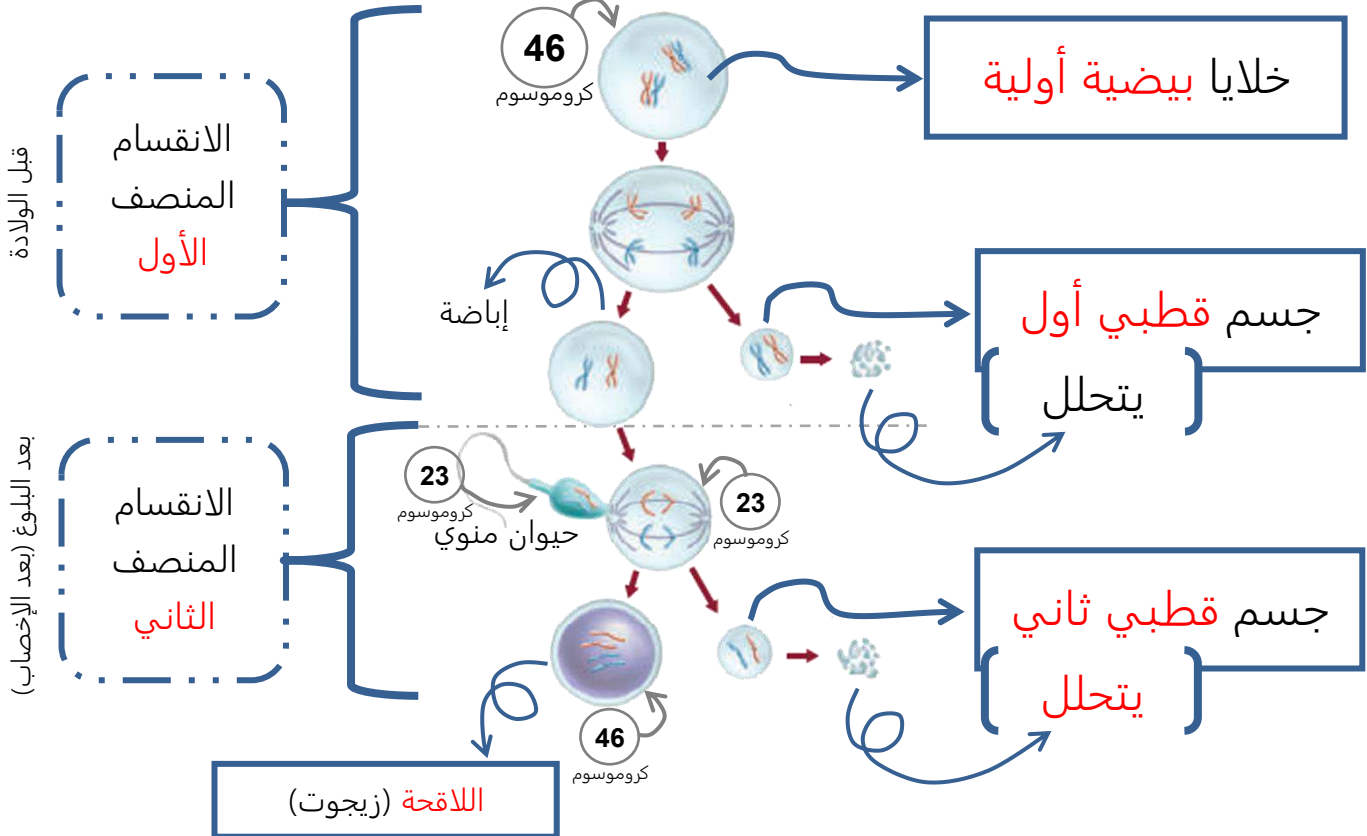 46
كروموسوم
خلايا بيضية أولية
قبل الولادة
الانقسام
المنصف
الأول
إباضة
جسم قطبي أول
يتحلل
بعد البلوغ (بعد الإخصاب)
الانقسام
المنصف
الثاني
23
كروموسوم
حيوان منوي
23
كروموسوم
جسم قطبي ثاني
يتحلل
46
كروموسوم
اللاقحة (زيجوت)